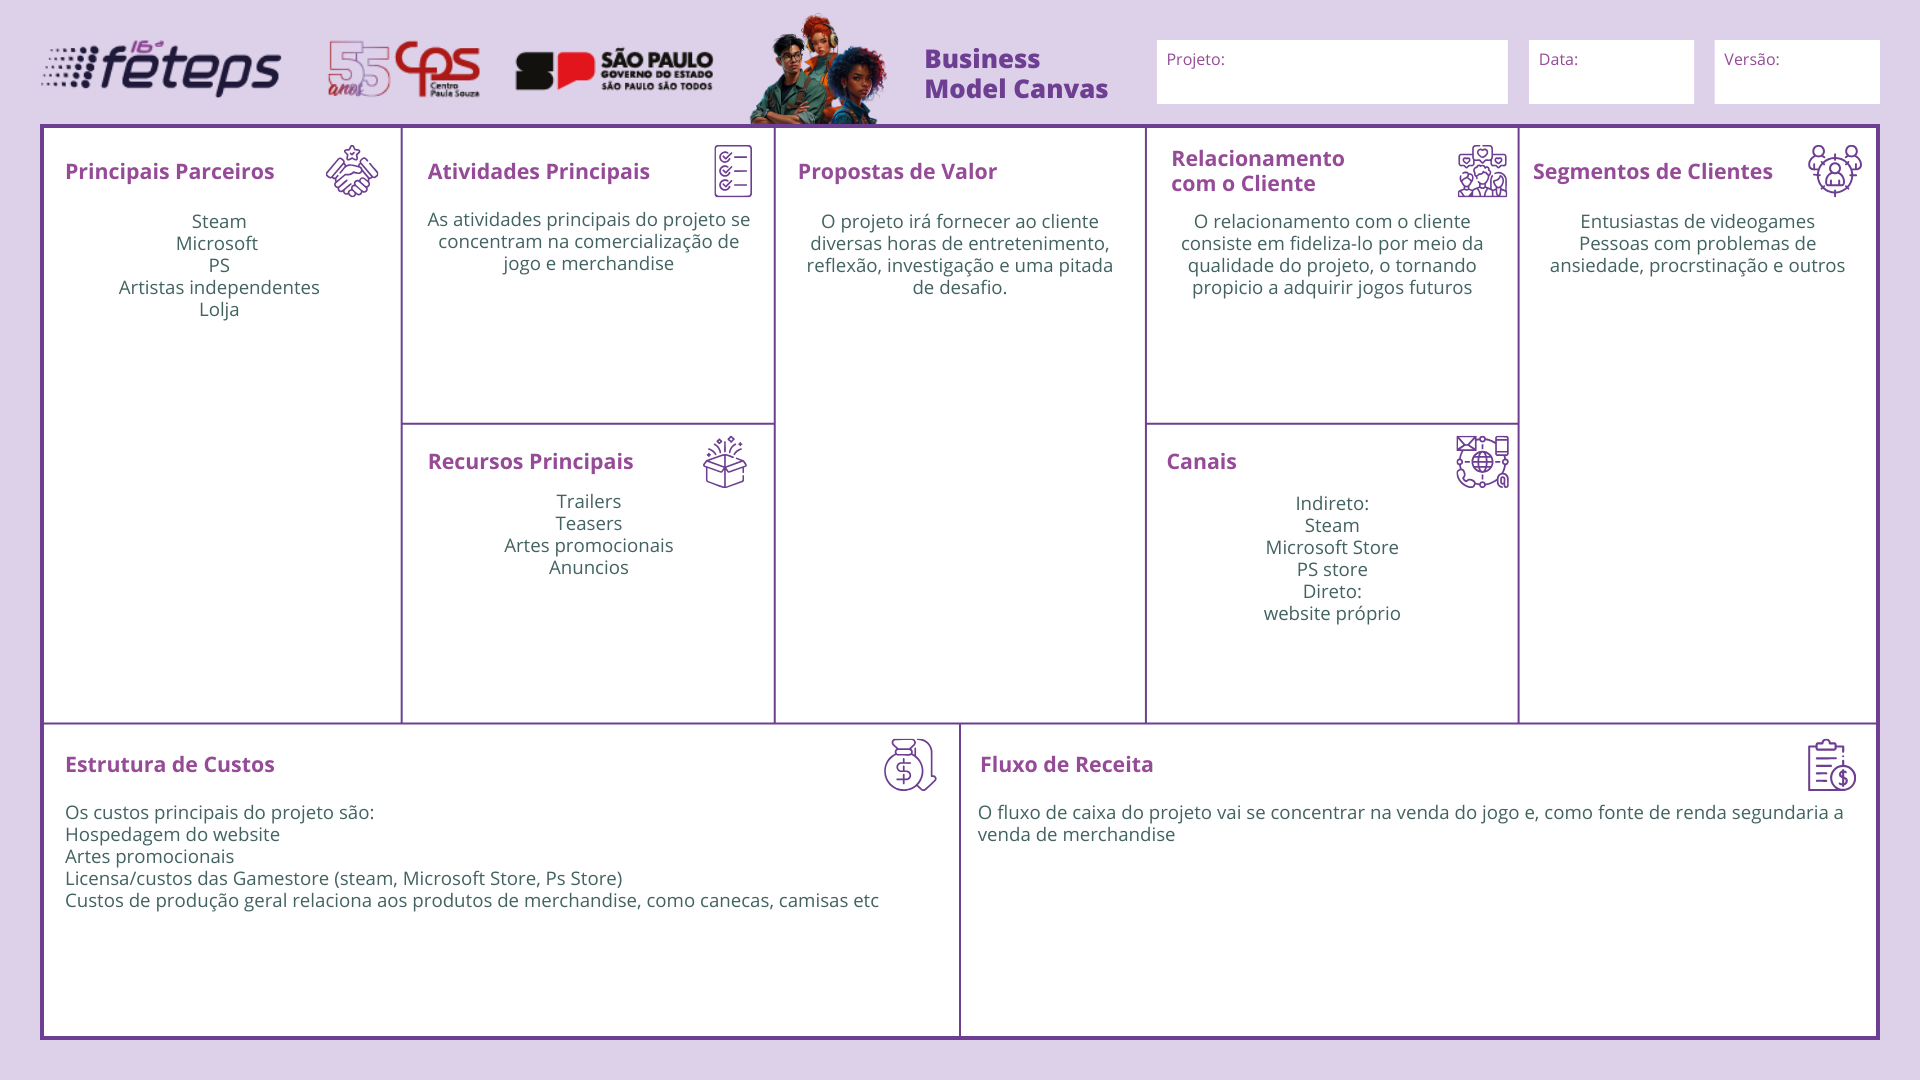 16ª
feteps
55
anos
CPS
Centro
Paula Souza
SP
SÃO PAULO
GOVERNO DO ESTADO
SÃO PAULO SÃO TODOS
Business
Model Canvas
Projeto:
Data:
Versão:
Principais Parceiros
Steam
Microsoft
PS
Artistas independentes
Lolja
Atividades Principais
As atividades principais do projeto se
concentram na comercialização de
jogo e merchandise
Recursos Principais
Trailers
Teasers
Artes promocionais
Anuncios
Propostas de Valor
O projeto irá fornecer ao cliente
diversas horas de entretenimento,
reflexão, investigação e uma pitada
de desafio.
Relacionamento
com o Cliente
O relacionamento com o cliente
consiste em fideliza-lo por meio da
qualidade do projeto, o tornando
propicio a adquirir jogos futuros
Canais
Indireto:
Steam
Microsoft Store
PS store
Direto:
website próprio
Segmentos de Clientes
Entusiastas de videogames
Pessoas com problemas de
ansiedade, procrstinação e outros
Estrutura de Custos
Os custos principais do projeto são:
Hospedagem do website
Artes promocionais
Licensa/custos das Gamestore (steam, Microsoft Store, Ps Store)
Custos de produção geral relaciona aos produtos de merchandise, como canecas, camisas etc
Fluxo de Receita
O fluxo de caixa do projeto vai se concentrar na venda do jogo e, como fonte de renda segundaria a
venda de merchandise